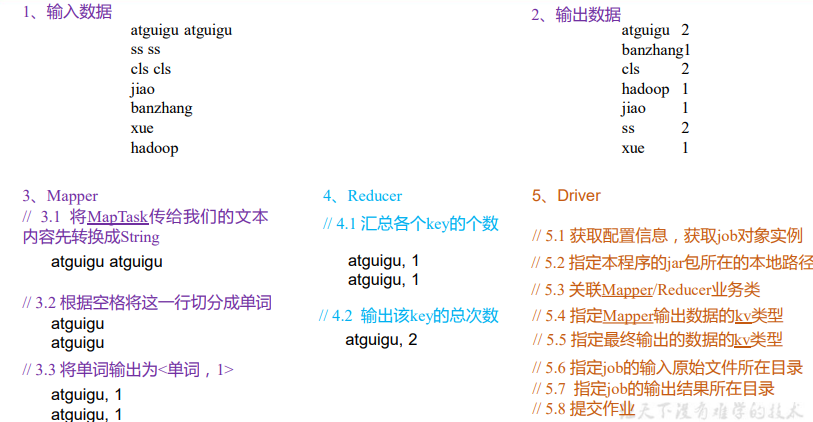 1、输入数据
atguigu atguigu
ss ss
cls cls
jiao
banzhang
xue
hadoop
2、输出数据
atguigu 2
banzhang1
cls 2
hadoop 1
jiao 1
ss 2
xue 1
3、Mapper
// 3.1 将MapTask传给我们的文本
内容先转换成String
atguigu atguigu
// 3.2 根据空格将这一行切分成单词
atguigu
atguigu
// 3.3 将单词输出为<单词，1>
atguigu, 1
atguigu, 1
4、Reducer
// 4.1 汇总各个key的个数
atguigu, 1
atguigu, 1
// 4.2 输出该key的总次数
atguigu, 2
5、Driver
// 5.1 获取配置信息，获取job对象实例
// 5.2 指定本程序的jar包所在的本地路径
// 5.3 关联Mapper/Reducer业务类
// 5.4 指定Mapper输出数据的kv类型
// 5.5 指定最终输出的数据的kv类型
// 5.6 指定job的输入原始文件所在目录
// 5.7 指定job的输出结果所在目录
// 5.8 提交作业
天下没有难学的技术